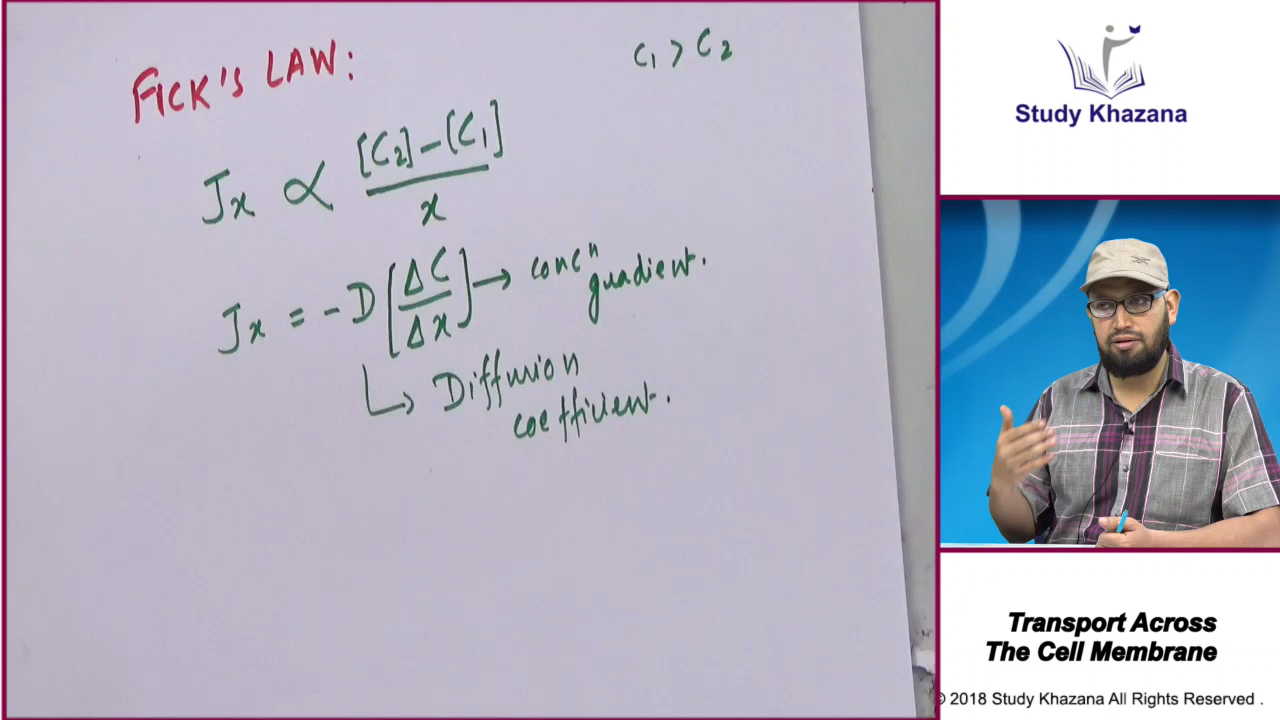 FICK'S LAW:
C₁ > C₂
Jx ∝ [C₂]-[C₁] / x
Jx = -D [ΔC/Δx] → concⁿ
gradient.
↳ Diffusion
coefficient.
Study Khazana
Transport Across
The Cell Membrane
© 2018 Study Khazana All Rights Reserved .